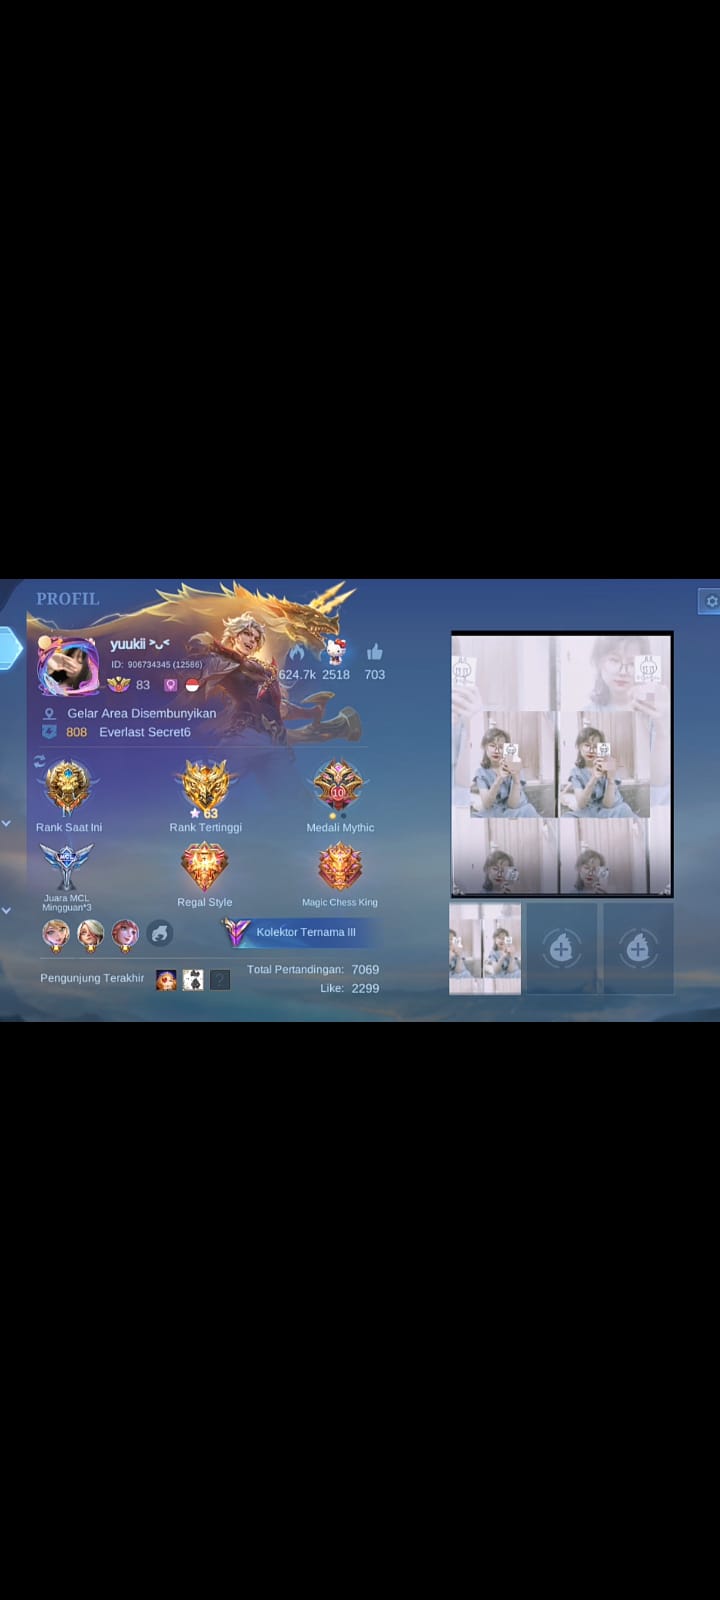 PROFIL
yuukii >ᴗ<
ID: 906734345 (12586)
83
624.7k 2518 703
Gelar Area Disembunyikan
808 Everlast Secret6
IV
63
10
Rank Saat Ini
Rank Tertinggi
Medali Mythic
MCL
Juara MCL
Mingguan*3
Regal Style
Magic Chess King
Kolektor Ternama III
Pengunjung Terakhir
?
Total Pertandingan: 7069
Like: 2299